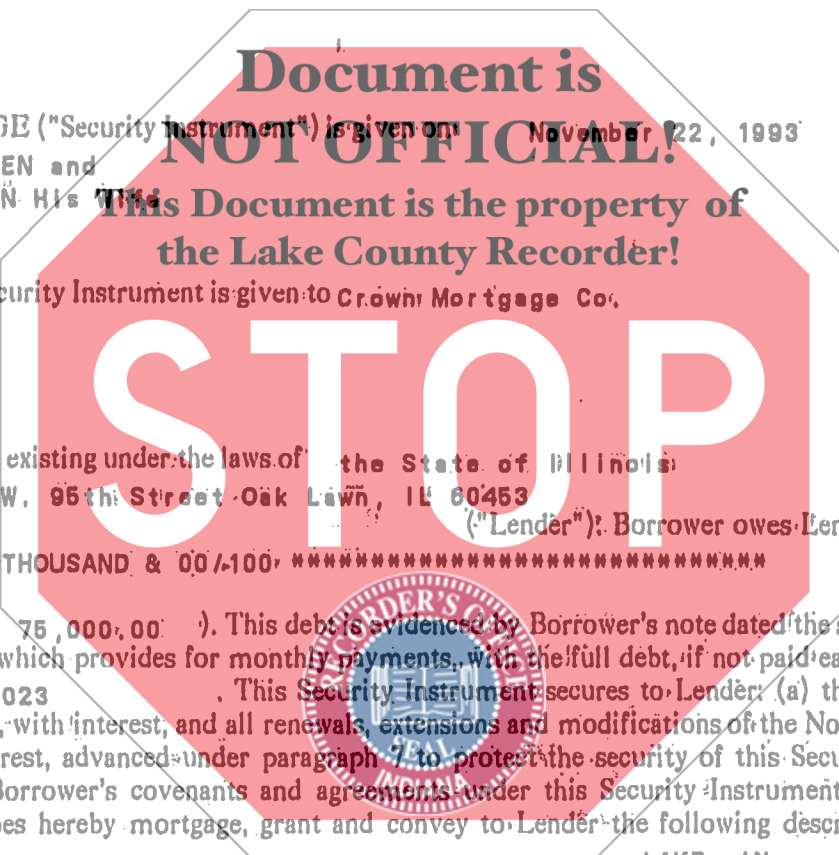 Document is
GE ("Security Instrument") is given on November 22, 1993
NOT OFFICIAL!
EN and
N His Wife
This Document is the property of
the Lake County Recorder!
curity Instrument is given to Crown Mortgage Co.
STOP
existing under the laws of the State of Illinois
W. 95th Street Oak Lawn, IL 60453
("Lender"). Borrower owes Len
THOUSAND & 00/100 ******************************
75,000.00 ). This debt is evidenced by Borrower's note dated the s
which provides for monthly payments, with the full debt, if not paid ea
023 . This Security Instrument secures to Lender: (a) th
, with interest, and all renewals, extensions and modifications of the No
rest, advanced under paragraph 7 to protect the security of this Secu
Borrower's covenants and agreements under this Security Instrument
oes hereby mortgage, grant and convey to Lender the following descr
RECORDER'S OFFICE
SEAL
INDIANA